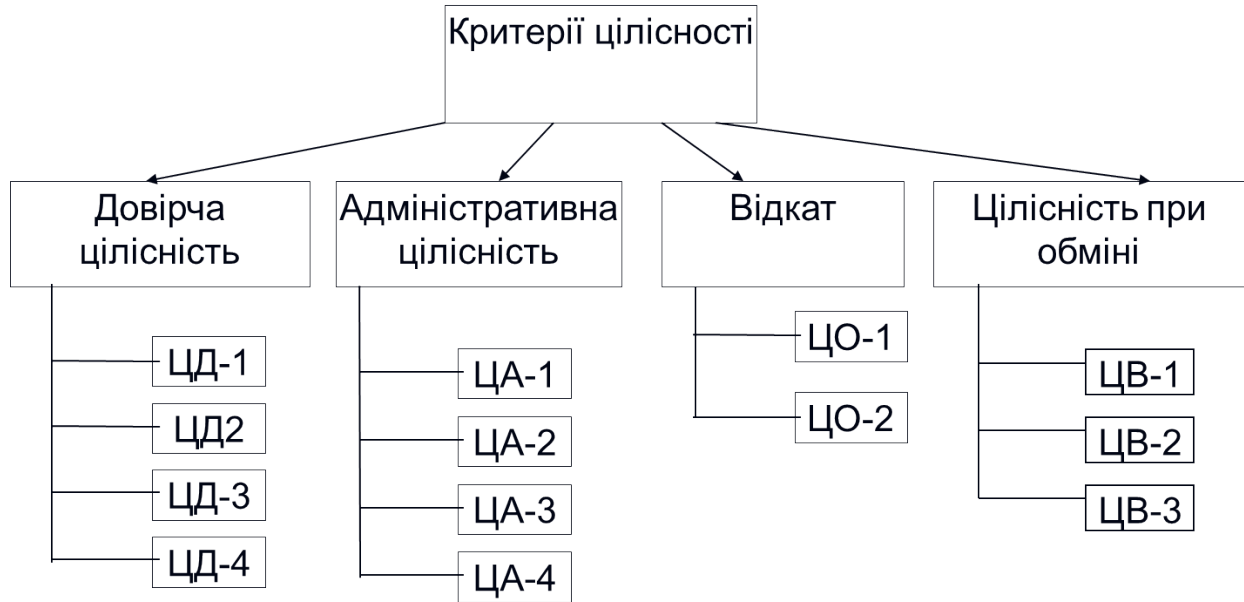 Критерії цілісності
Довірча
цілісність
Адміністративна
цілісність
Відкат
Цілісність при
обміні
ЦД-1
ЦД2
ЦД-3
ЦД-4
ЦА-1
ЦА-2
ЦА-3
ЦА-4
ЦО-1
ЦО-2
ЦВ-1
ЦВ-2
ЦВ-3